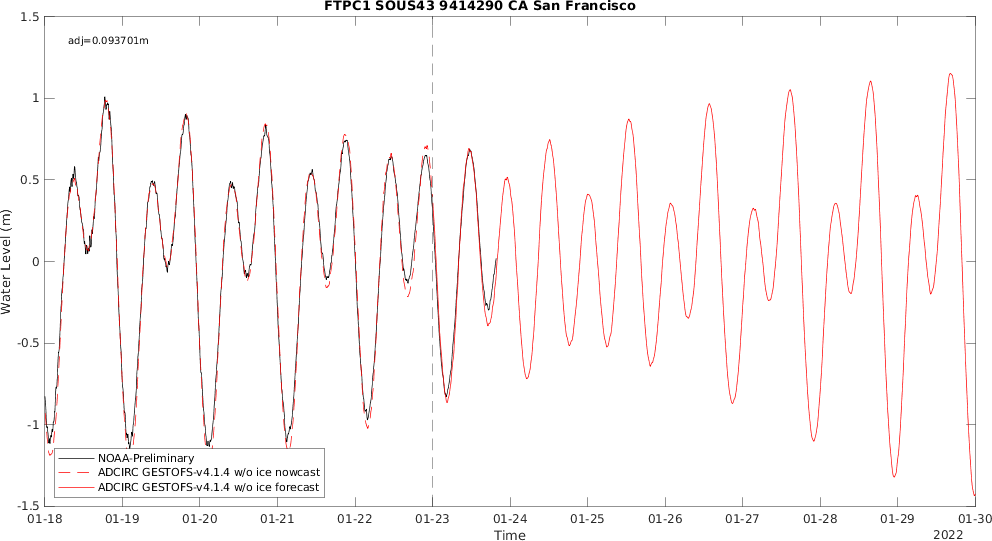 FTPC1 SOUS43 9414290 CA San Francisco
adj=0.093701m
1.5
1
0.5
0
-0.5
-1
-1.5
Water Level (m)
NOAA-Preliminary
ADCIRC GESTOFS-v4.1.4 w/o ice nowcast
ADCIRC GESTOFS-v4.1.4 w/o ice forecast
01-18 01-19 01-20 01-21 01-22 01-23 01-24 01-25 01-26 01-27 01-28 01-29 01-30
Time
2022